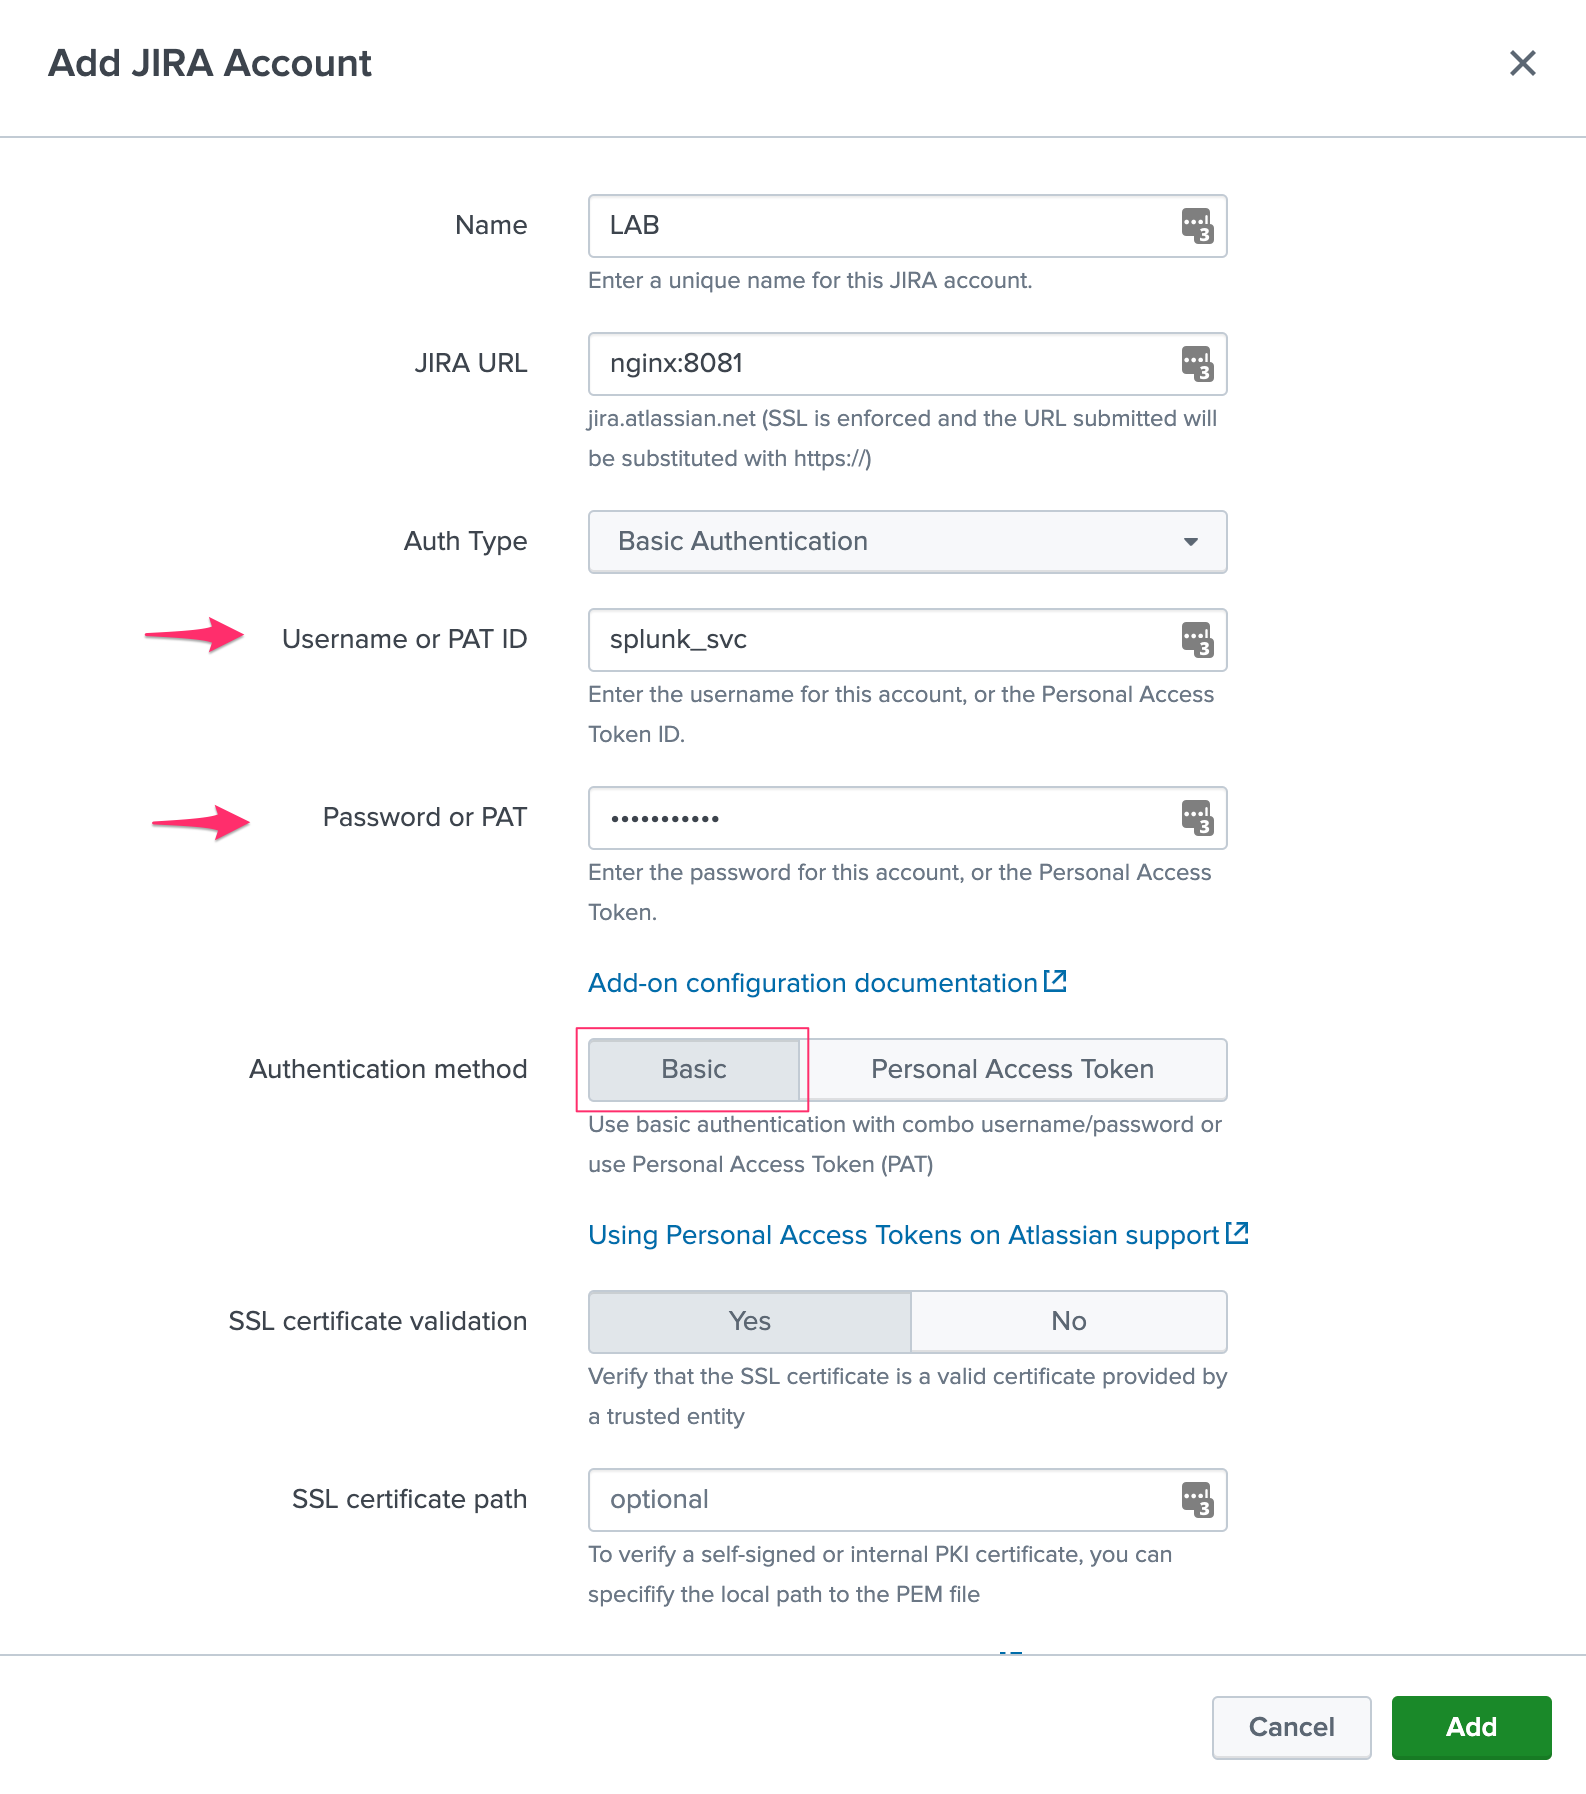 Add JIRA Account
Name
LAB
Enter a unique name for this JIRA account.
JIRA URL
nginx:8081
jira.atlassian.net (SSL is enforced and the URL submitted will
be substituted with https://)
Auth Type
Basic Authentication
Username or PAT ID
splunk_svc
Enter the username for this account, or the Personal Access
Token ID.
Password or PAT
•••••••••••
Enter the password for this account, or the Personal Access
Token.
Add-on configuration documentation
Authentication method
Basic
Personal Access Token
Use basic authentication with combo username/password or
use Personal Access Token (PAT)
Using Personal Access Tokens on Atlassian support
SSL certificate validation
Yes
No
Verify that the SSL certificate is a valid certificate provided by
a trusted entity
SSL certificate path
optional
To verify a self-signed or internal PKI certificate, you can
specifify the local path to the PEM file
Cancel
Add